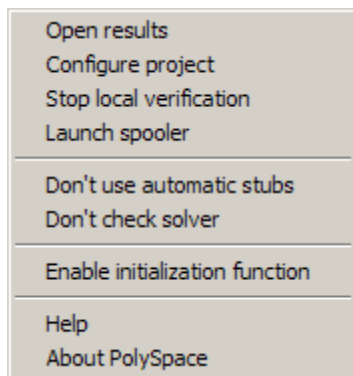 Open results
Configure project
Stop local verification
Launch spooler
Don't use automatic stubs
Don't check solver
Enable initialization function
Help
About PolySpace